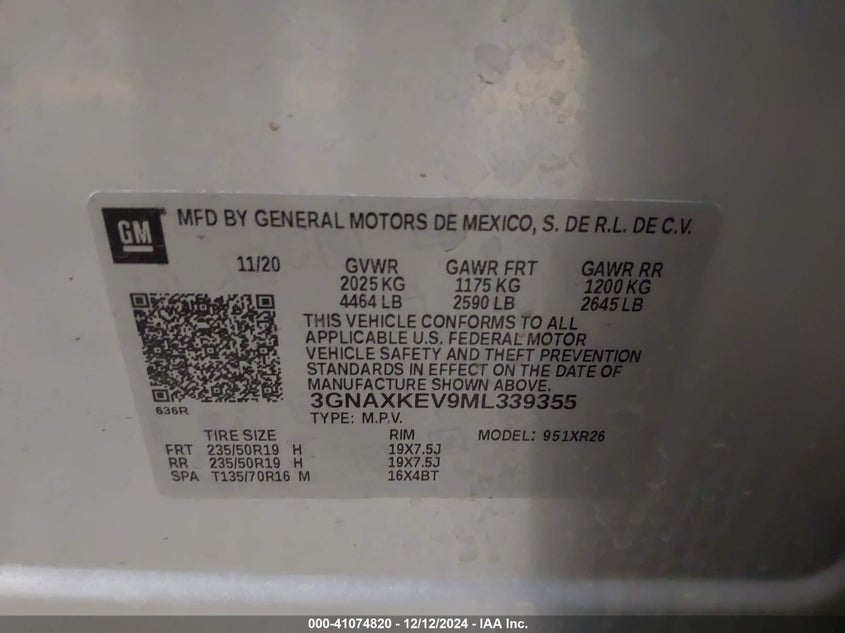 GM ® MFD BY GENERAL MOTORS DE MEXICO, S. DE R.L. DE C.V.
11/20 GVWR GAWR FRT GAWR RR
2025 KG 1175 KG 1200 KG
4464 LB 2590 LB 2645 LB
THIS VEHICLE CONFORMS TO ALL
APPLICABLE U.S. FEDERAL MOTOR
VEHICLE SAFETY AND THEFT PREVENTION
STANDARDS IN EFFECT ON THE DATE OF
MANUFACTURE SHOWN ABOVE.
3GNAXKEV9ML339355
636R
TYPE: M.P.V.
TIRE SIZE RIM MODEL: 951XR26
FRT 235/50R19 H 19X7.5J
RR 235/50R19 H 19X7.5J
SPA T135/70R16 M 16X4BT
000-41074820 - 12/12/2024 - IAA Inc.